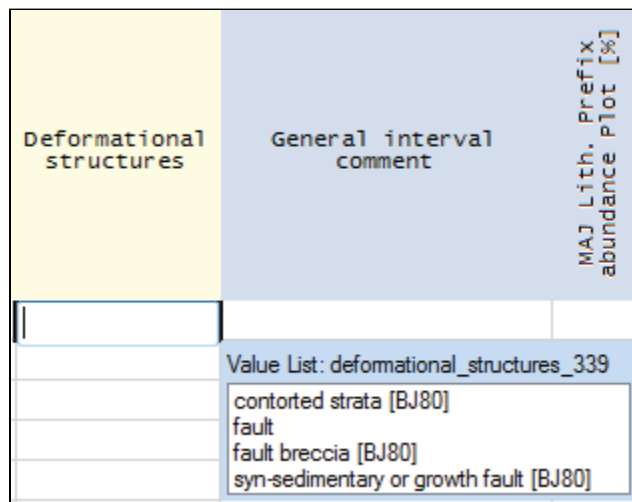 Deformational
structures
General interval
comment
MAJ Lith. Prefix
abundance Plot [%]
Value List: deformational_structures_339
contorted strata [BJ80]
fault
fault breccia [BJ80]
syn-sedimentary or growth fault [BJ80]